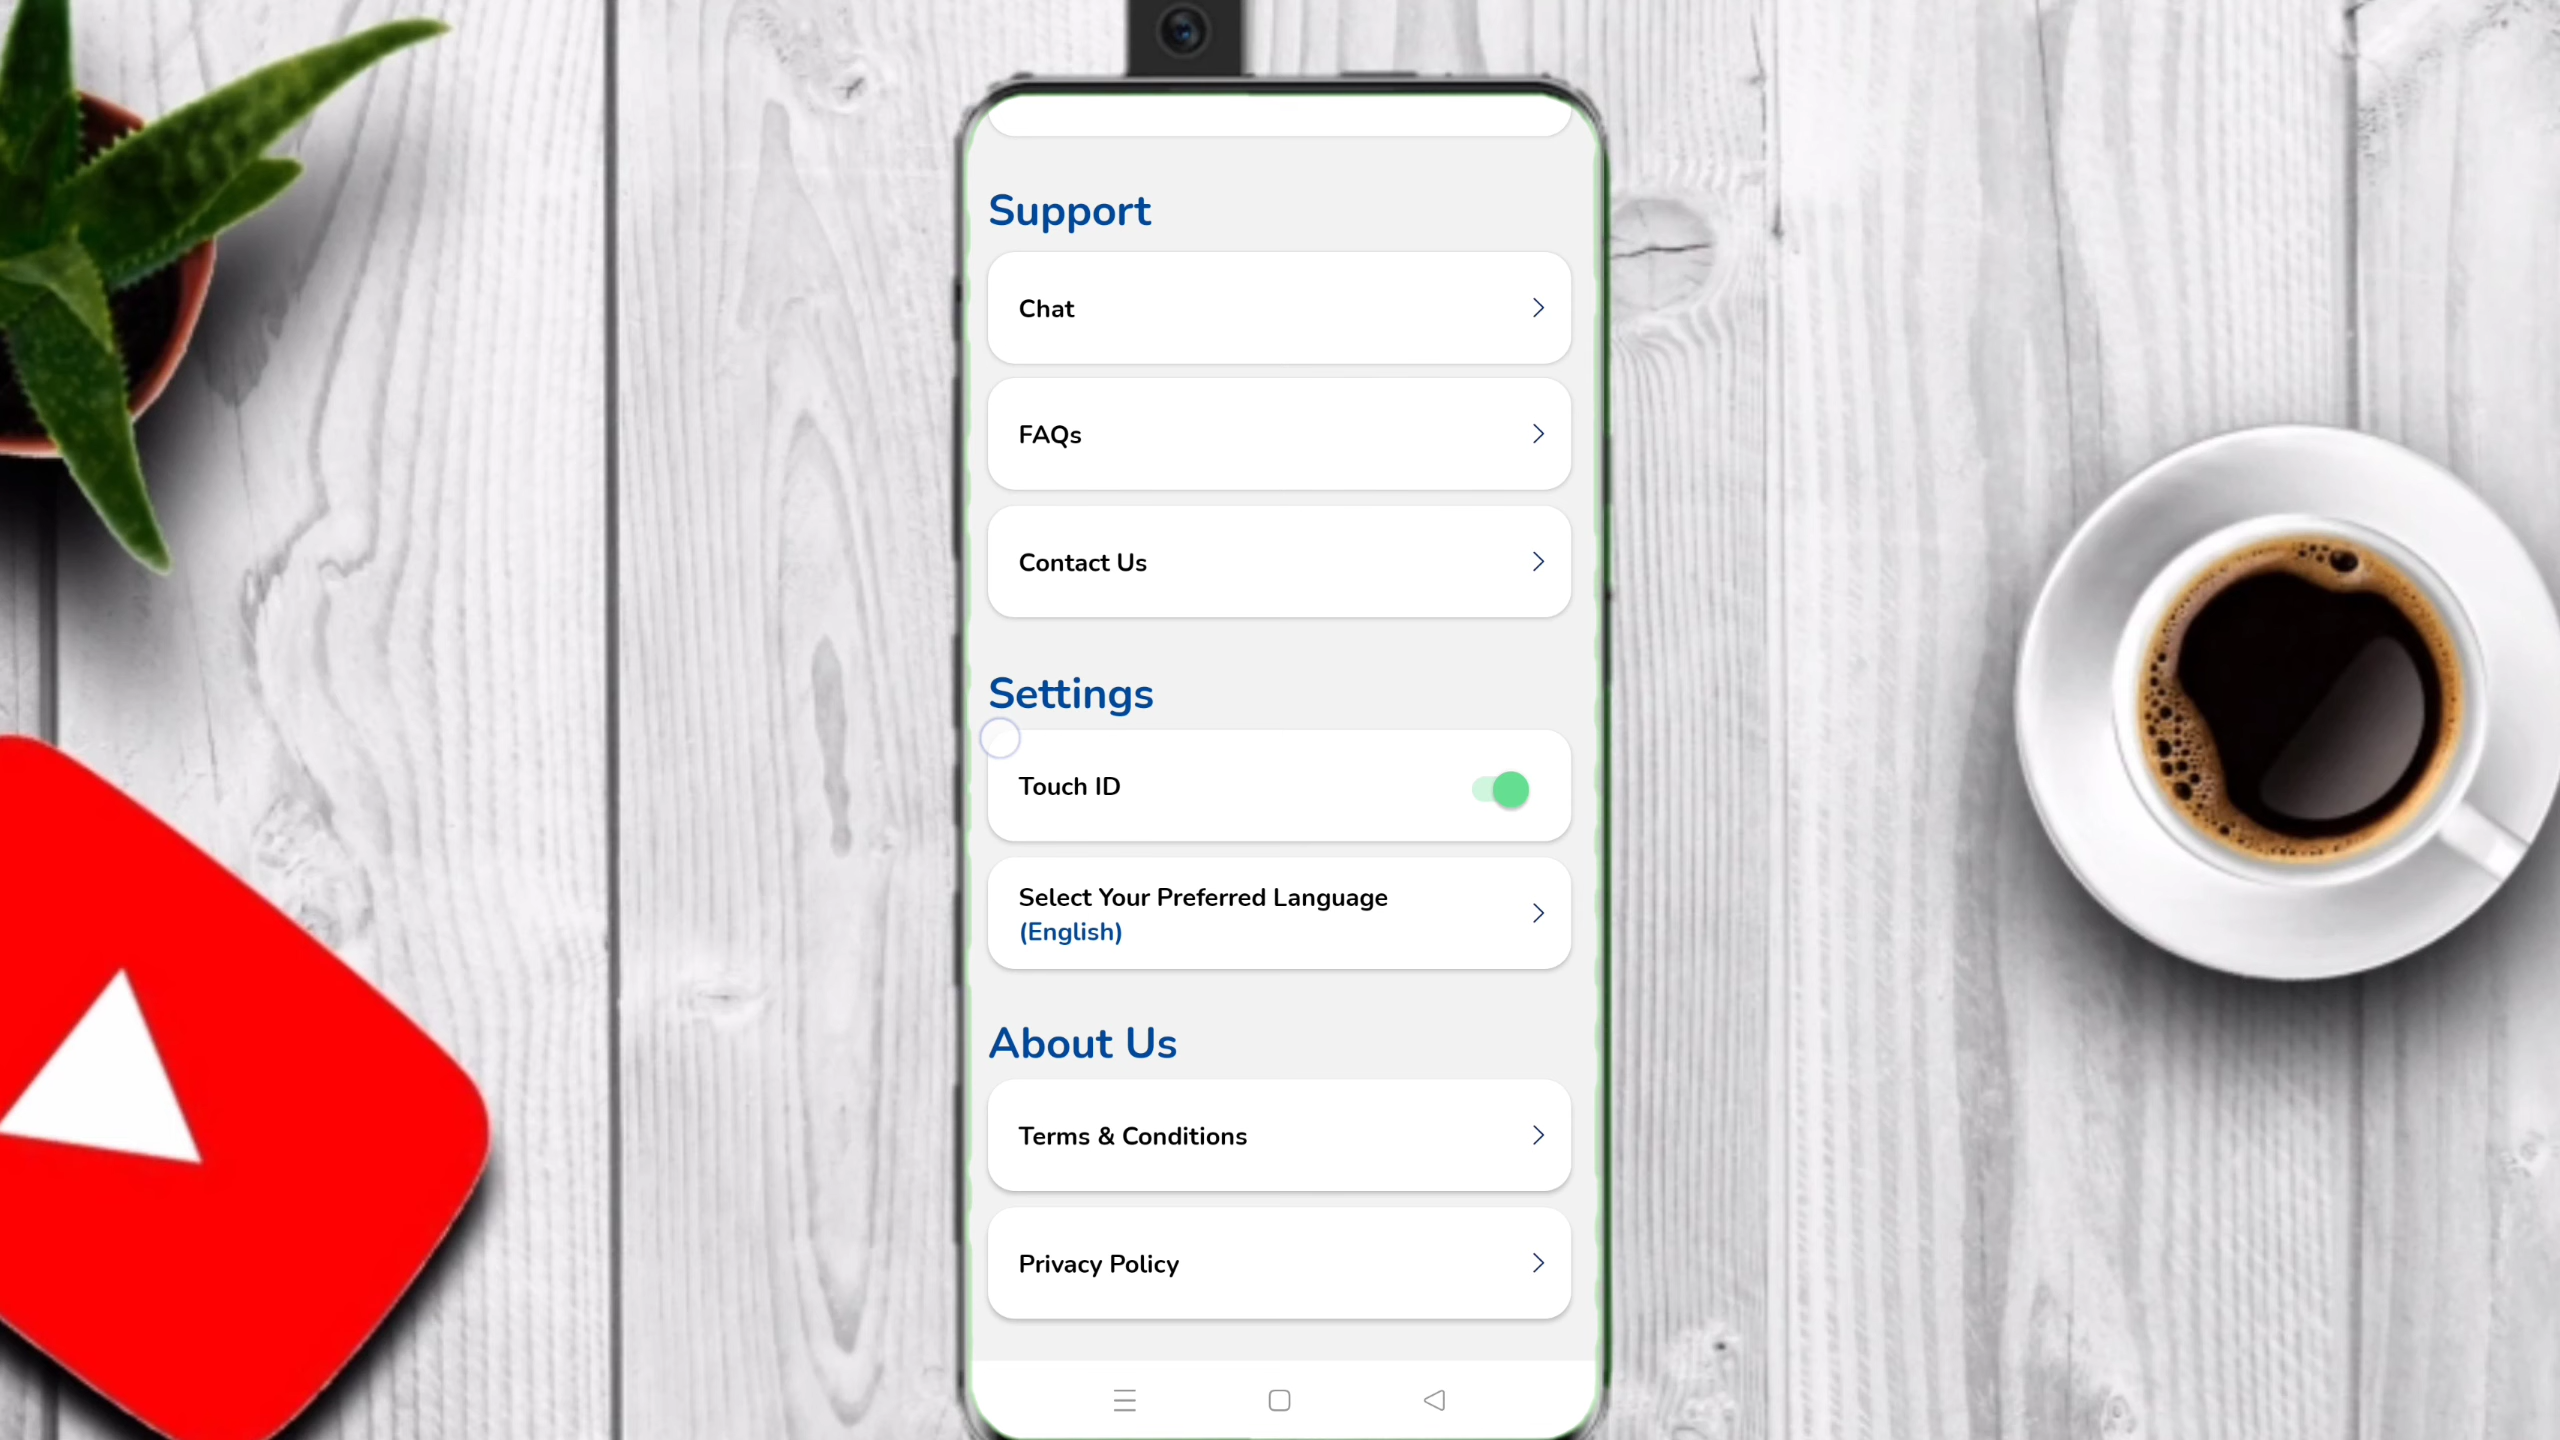 Support
Chat
FAQs
Contact Us
Settings
Touch ID
Select Your Preferred Language
(English)
About Us
Terms & Conditions
Privacy Policy